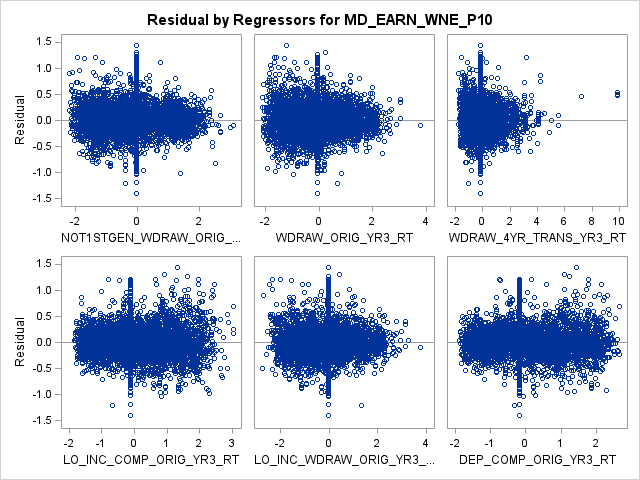 Residual by Regressors for MD_EARN_WNE_P10
1.5
1.0
0.5
0.0
-0.5
-1.0
-1.5
Residual
-2 0 2
-2 0 2 4
-2 0 2 4 6 8 10
NOT1STGEN_WDRAW_ORIG_...
WDRAW_ORIG_YR3_RT
WDRAW_4YR_TRANS_YR3_RT
1.5
1.0
0.5
0.0
-0.5
-1.0
-1.5
Residual
-2 -1 0 1 2 3
-2 0 2 4
-2 -1 0 1 2
LO_INC_COMP_ORIG_YR3_RT
LO_INC_WDRAW_ORIG_YR3_...
DEP_COMP_ORIG_YR3_RT